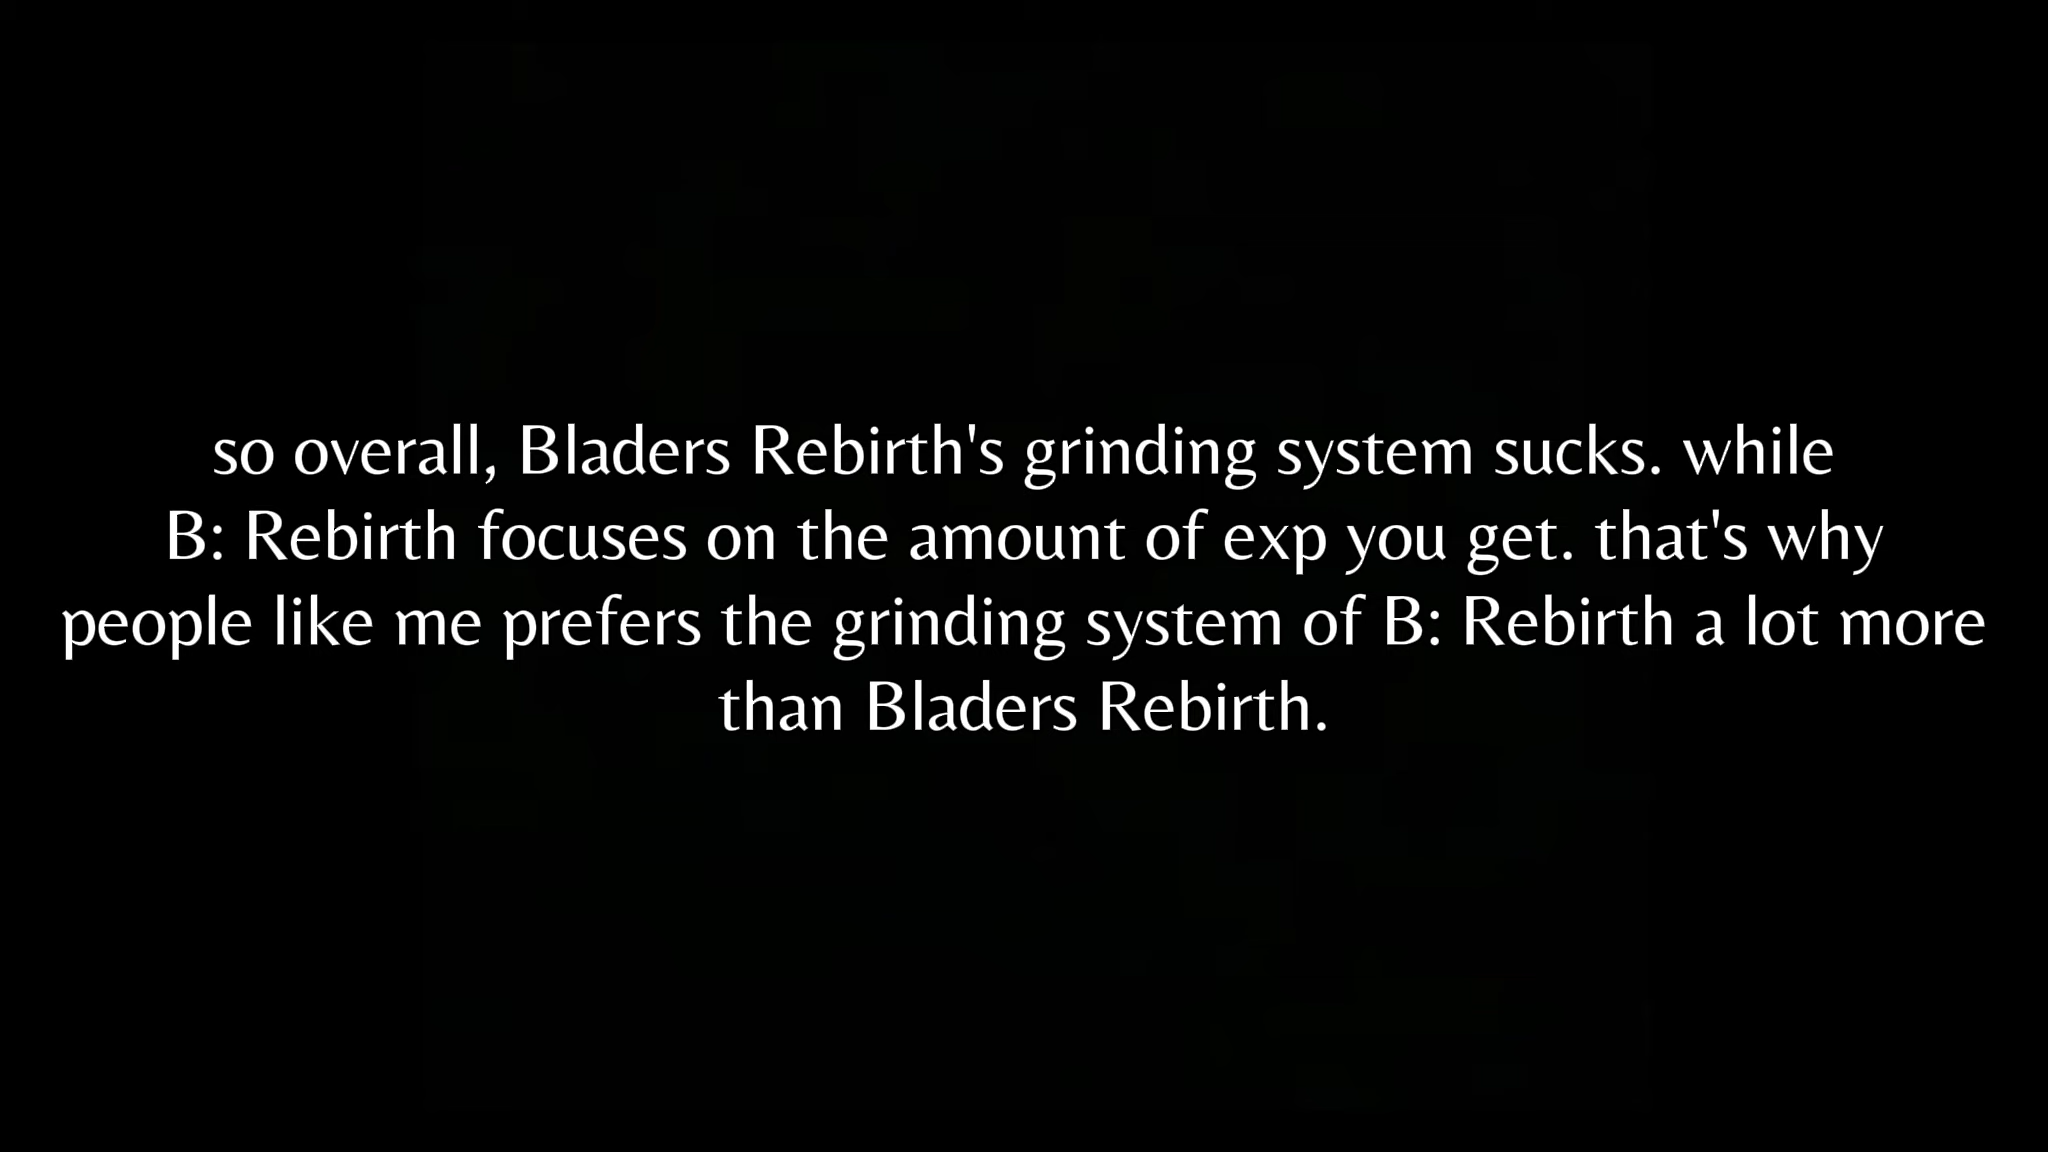 so overall, Bladers Rebirth's grinding system sucks. while
B: Rebirth focuses on the amount of exp you get. that's why
people like me prefers the grinding system of B: Rebirth a lot more
than Bladers Rebirth.